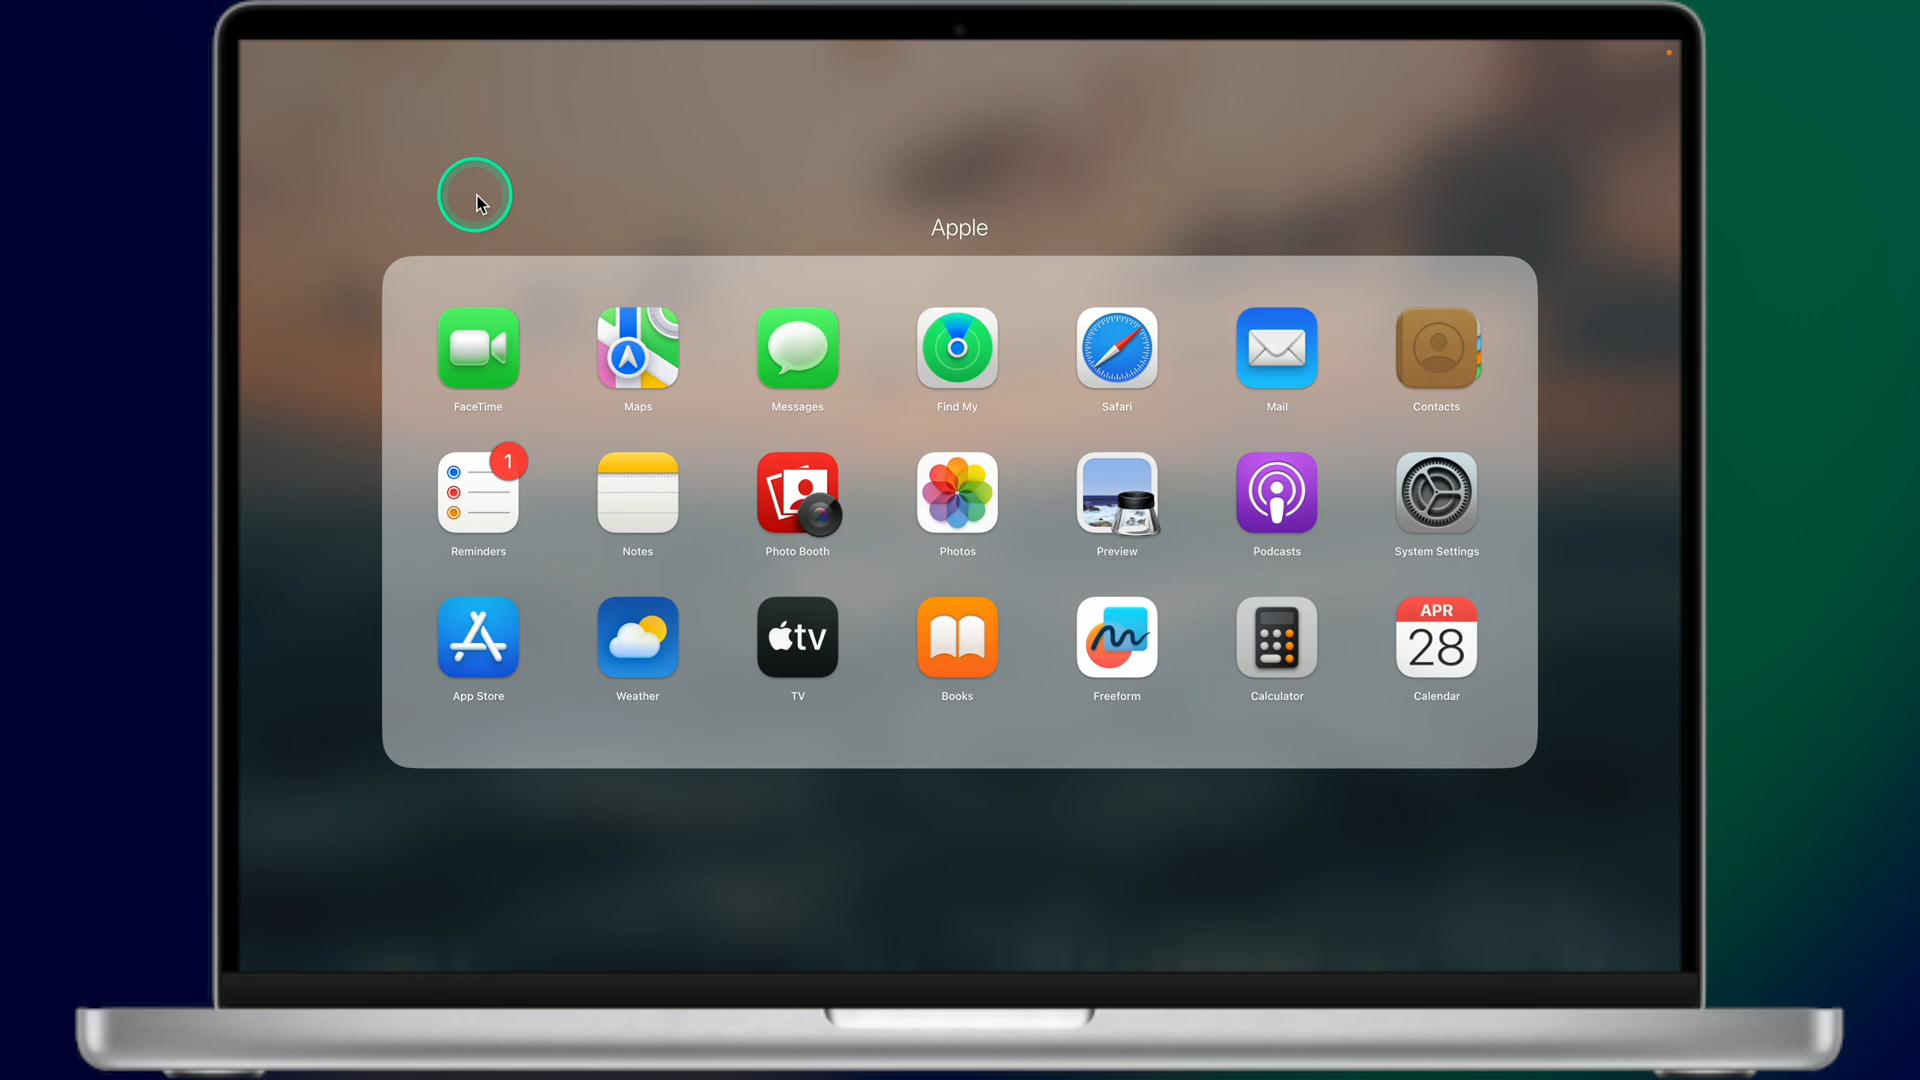 Apple
FaceTime
Maps
Messages
Find My
Safari
Mail
Contacts
1
Reminders
Notes
Photo Booth
Photos
Preview
Podcasts
System Settings
tv
APR
28
App Store
Weather
TV
Books
Freeform
Calculator
Calendar